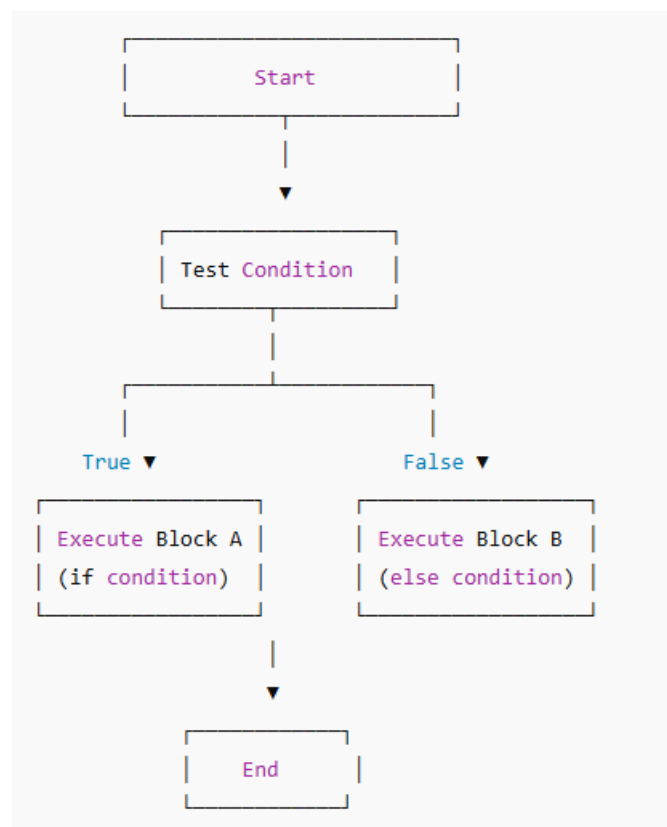 Start
Test Condition
True ▼ False ▼
Execute Block A Execute Block B
(if condition) (else condition)
End